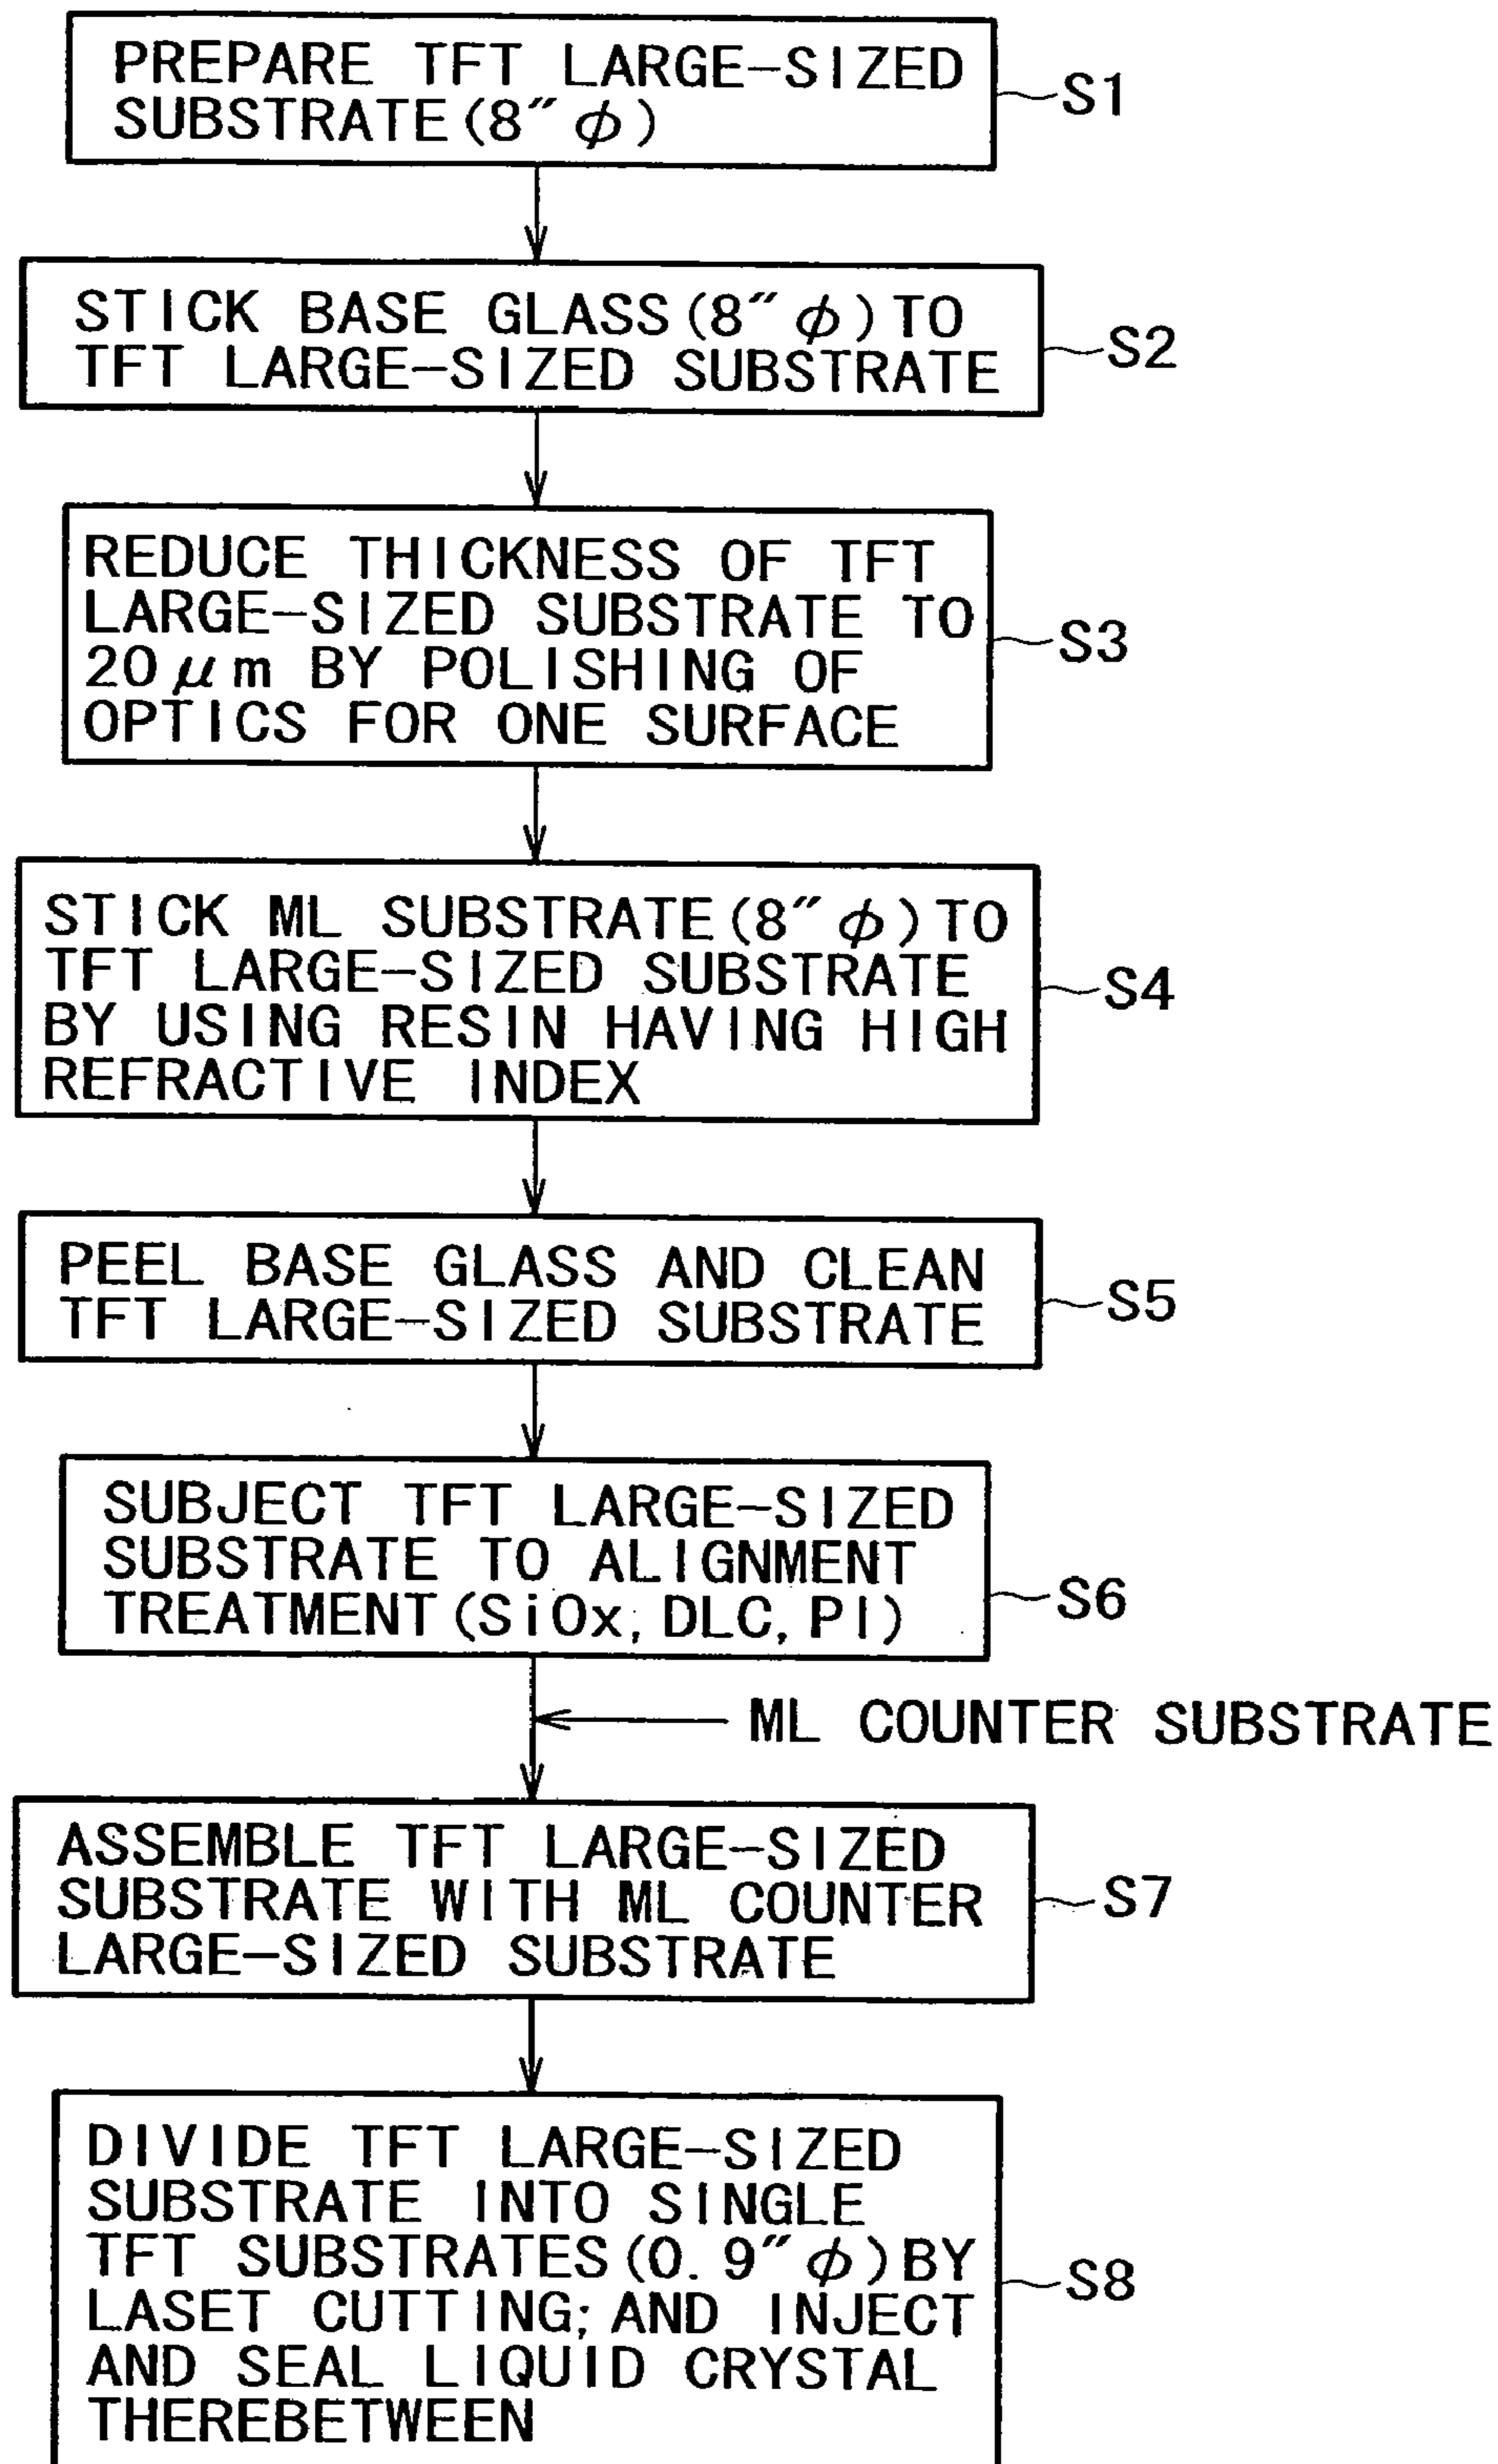 PREPARE TFT LARGE-SIZED
SUBSTRATE(8″φ)
S1
STICK BASE GLASS(8″φ)TO
TFT LARGE-SIZED SUBSTRATE
S2
REDUCE THICKNESS OF TFT
LARGE-SIZED SUBSTRATE TO
20μm BY POLISHING OF
OPTICS FOR ONE SURFACE
S3
STICK ML SUBSTRATE(8″φ)TO
TFT LARGE-SIZED SUBSTRATE
BY USING RESIN HAVING HIGH
REFRACTIVE INDEX
S4
PEEL BASE GLASS AND CLEAN
TFT LARGE-SIZED SUBSTRATE
S5
SUBJECT TFT LARGE-SIZED
SUBSTRATE TO ALIGNMENT
TREATMENT(SiOx, DLC, PI)
S6
ML COUNTER SUBSTRATE
ASSEMBLE TFT LARGE-SIZED
SUBSTRATE WITH ML COUNTER
LARGE-SIZED SUBSTRATE
S7
DIVIDE TFT LARGE-SIZED
SUBSTRATE INTO SINGLE
TFT SUBSTRATES(0.9″φ)BY
LASET CUTTING; AND INJECT
AND SEAL LIQUID CRYSTAL
THEREBETWEEN
S8